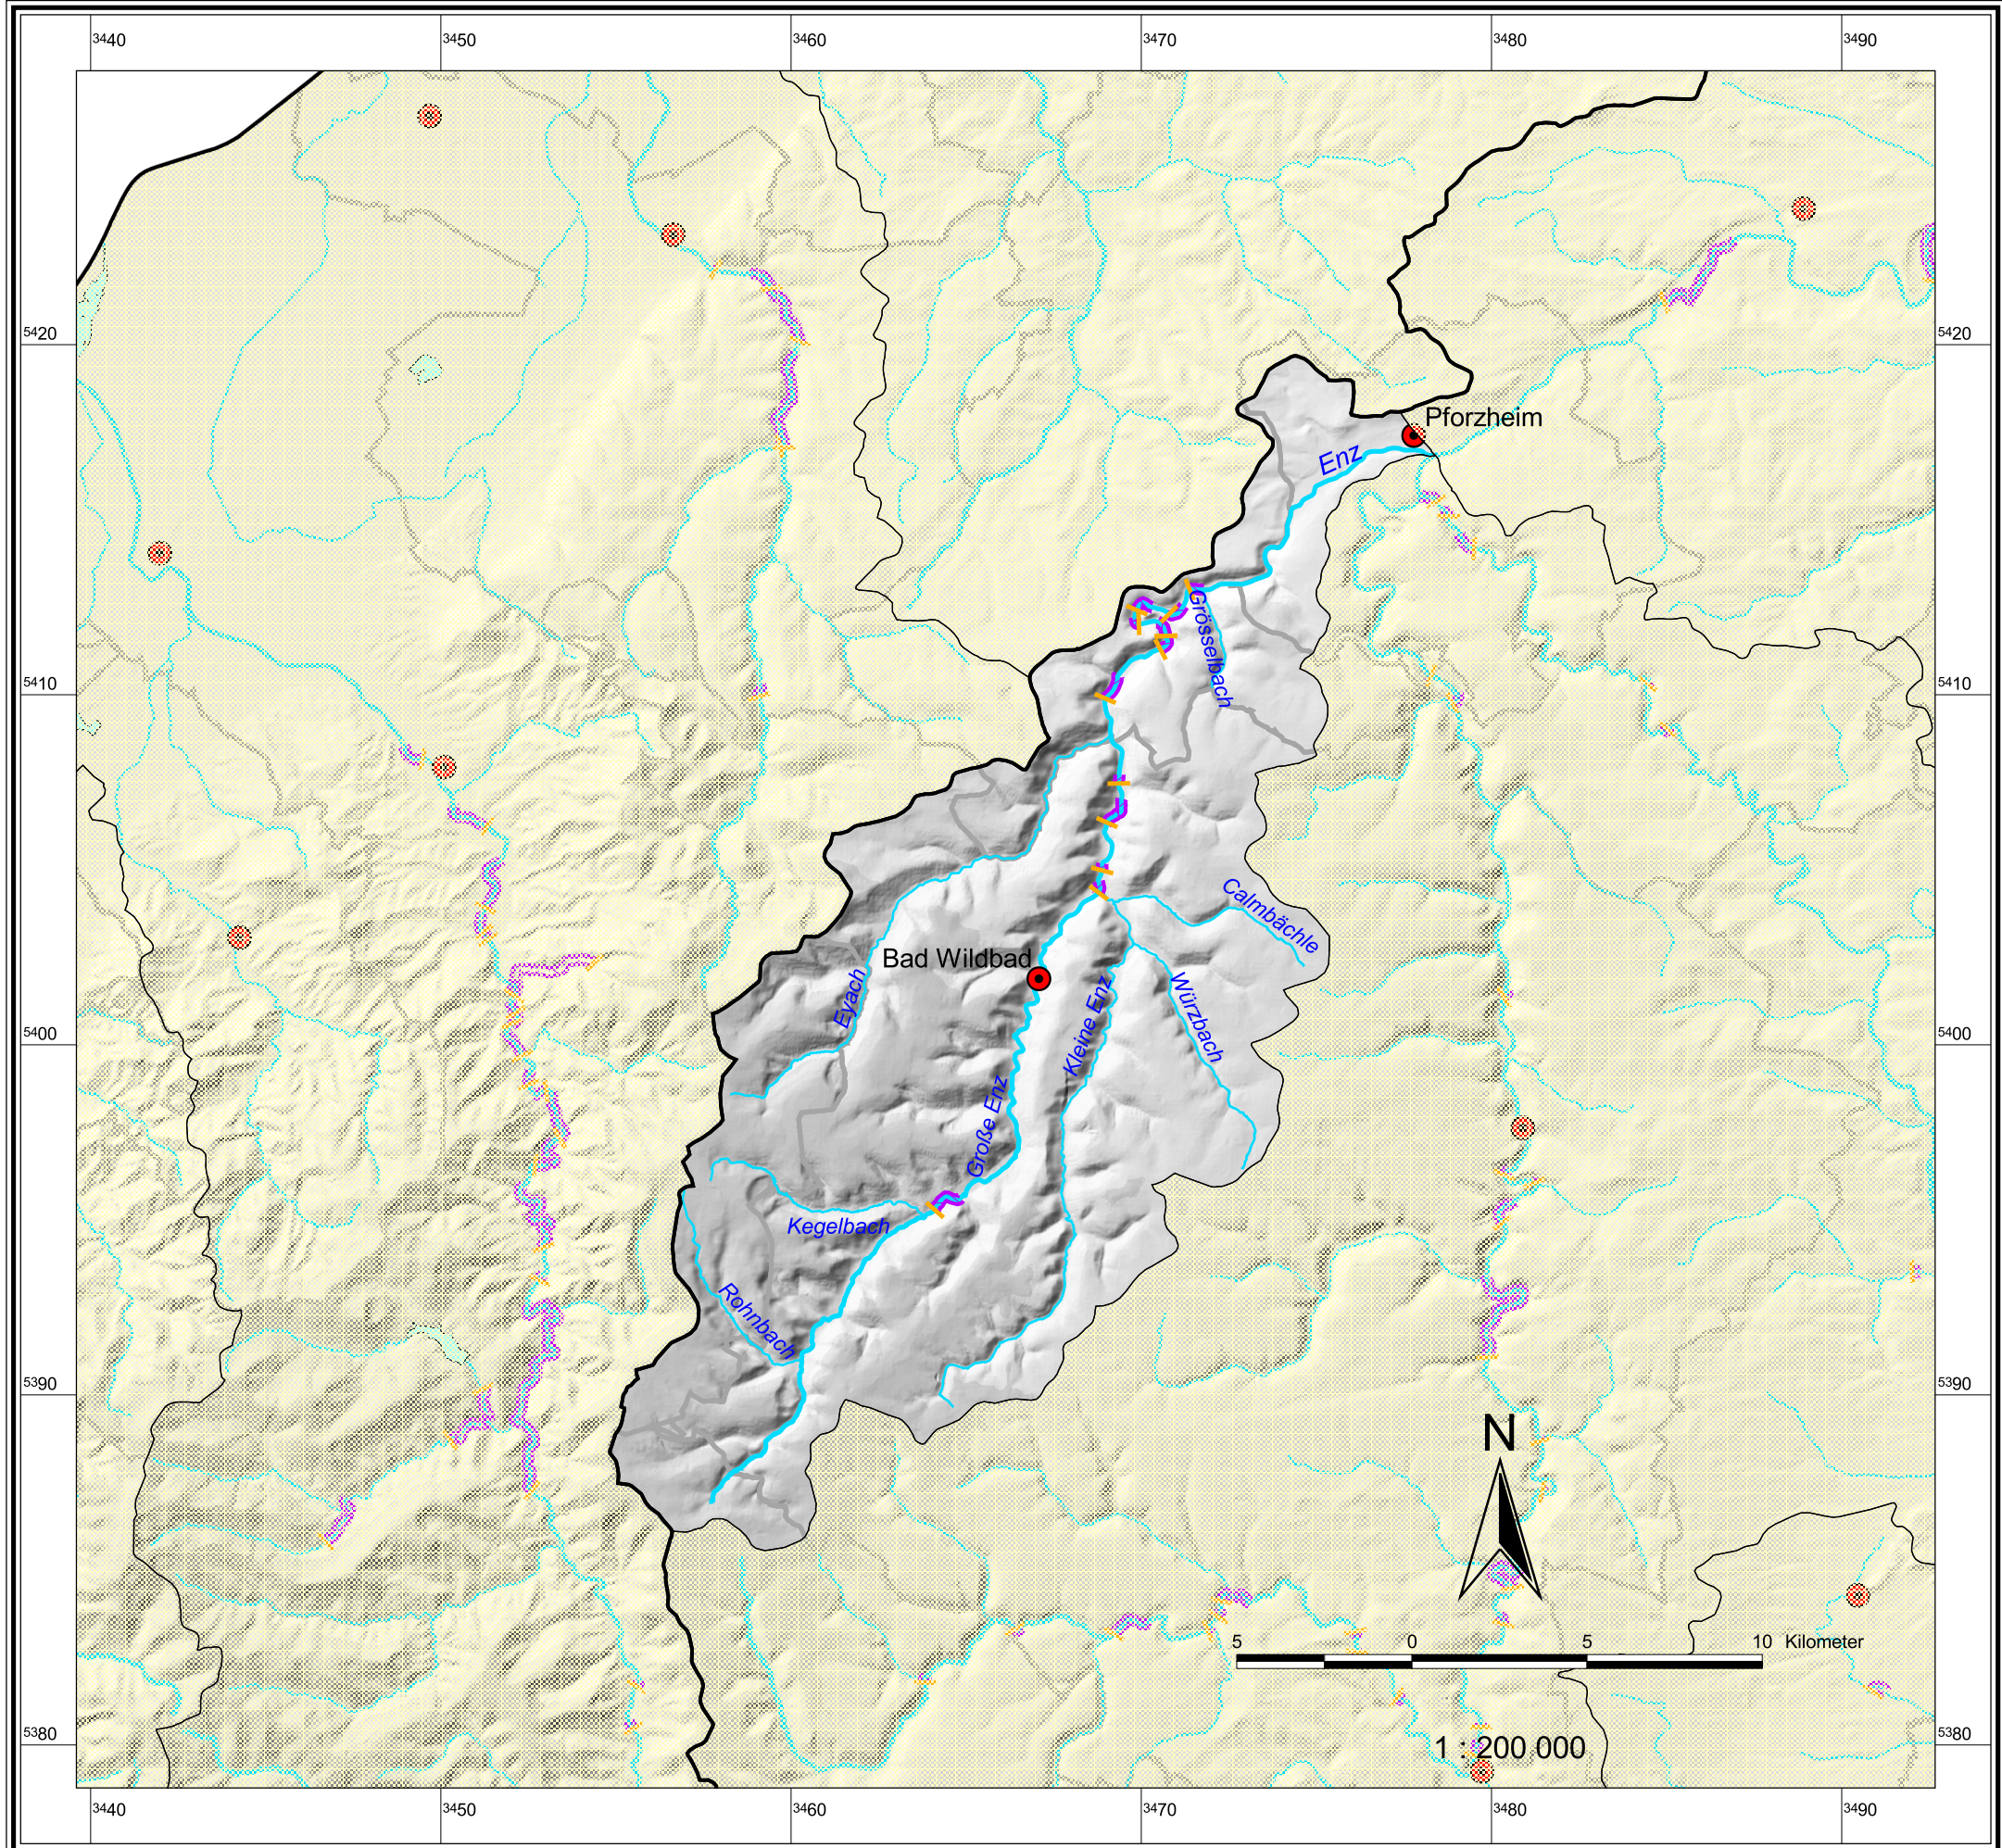 3440
3450
3460
3470
3480
3490
5420
5420
Pforzheim
Enz
Grösselbach
5410
5410
Calmbächle
Bad Wildbad
Eyach
Kleine Enz
Würzbach
5400
5400
Große Enz
Kegelbach
Rohnbach
5390
5390
N
5 0 5 10 Kilometer
5380
5380
1 : 200 000
3440
3450
3460
3470
3480
3490